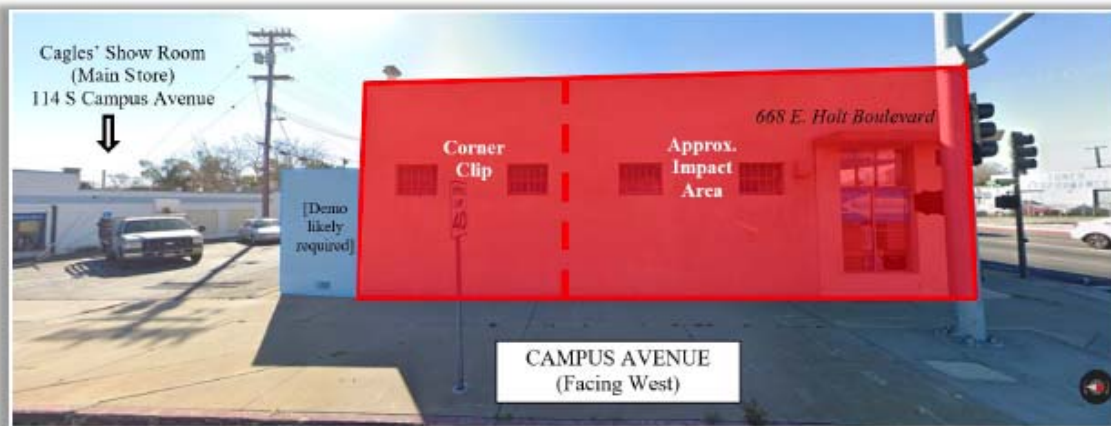 Cagles' Show Room
(Main Store)
114 S Campus Avenue
668 E. Holt Boulevard
Corner
Clip
Approx.
Impact
Area
[Demo
likely
required]
CAMPUS AVENUE
(Facing West)